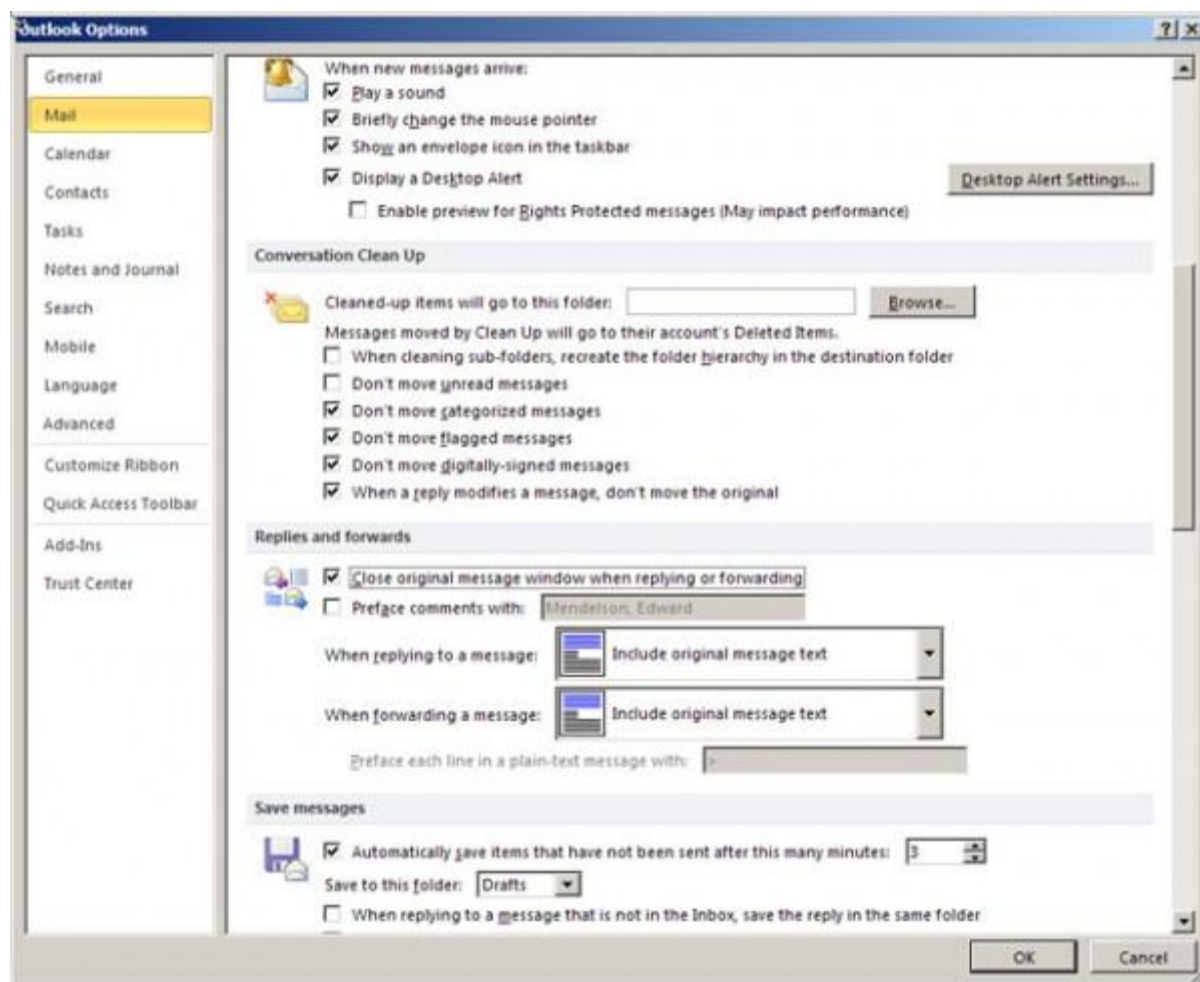 Outlook Options
General
Mail
Calendar
Contacts
Tasks
Notes and Journal
Search
Mobile
Language
Advanced
Customize Ribbon
Quick Access Toolbar
Add-Ins
Trust Center
When new messages arrive:
Play a sound
Briefly change the mouse pointer
Show an envelope icon in the taskbar
Display a Desktop Alert
Desktop Alert Settings...
Enable preview for Rights Protected messages (May impact performance)
Conversation Clean Up
Cleaned-up items will go to this folder:
Browse...
Messages moved by Clean Up will go to their account's Deleted Items.
When cleaning sub-folders, recreate the folder hierarchy in the destination folder
Don't move unread messages
Don't move categorized messages
Don't move flagged messages
Don't move digitally-signed messages
When a reply modifies a message, don't move the original
Replies and forwards
Close original message window when replying or forwarding
Preface comments with: Mendelson, Edward
When replying to a message: Include original message text
When forwarding a message: Include original message text
Preface each line in a plain-text message with: >
Save messages
Automatically save items that have not been sent after this many minutes: 3
Save to this folder: Drafts
When replying to a message that is not in the Inbox, save the reply in the same folder
OK
Cancel